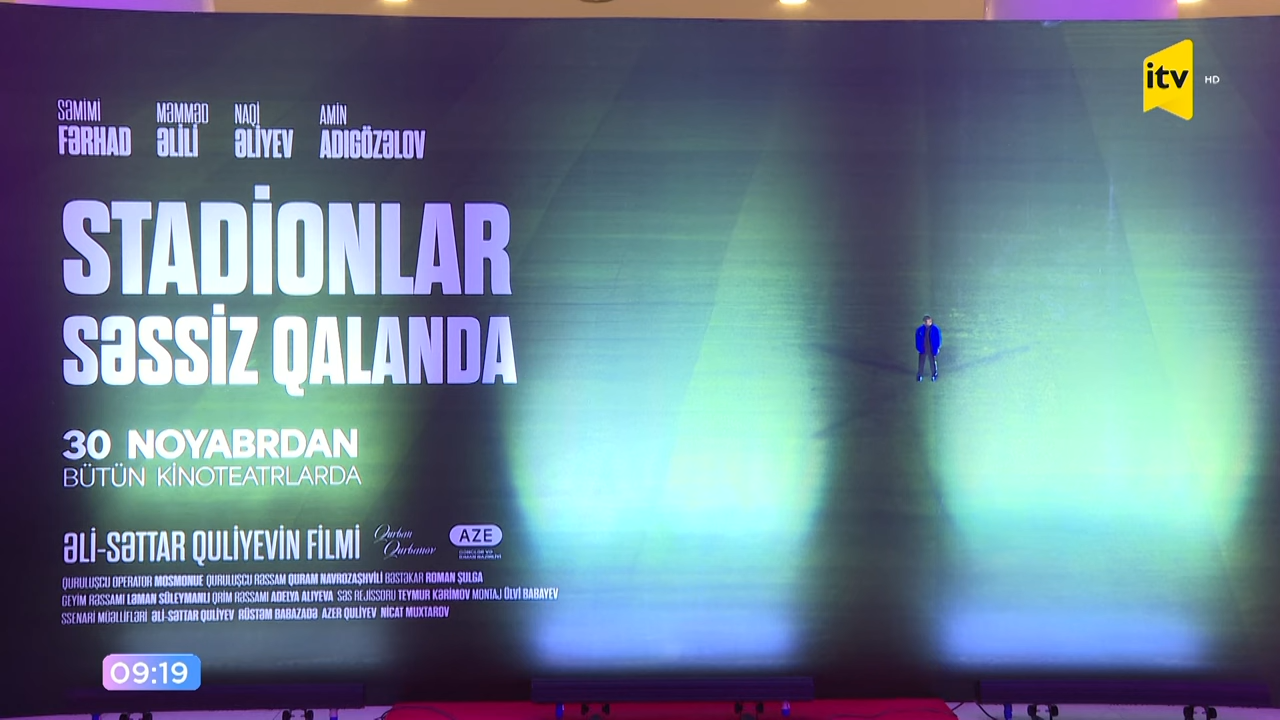 itv HD
SƏMİMİ MƏMMƏD NAQİ AMİN
FƏRHAD ƏLİLİ ƏLİYEV ADIGÖZƏLOV
STADİONLAR
SƏSSİZ QALANDA
30 NOYABRDAN
BÜTÜN KİNOTEATRLARDA
ƏLİ-SƏTTAR QULİYEVİN FİLMİ Qurban Qurbanov AZE
QURULUŞÇU OPERATOR MOSMONUE QURULUŞÇU RƏSSAM QURAM NAVROZAŞHVİLİ BƏSTƏKAR ROMAN ŞULGA
GEYİM RƏSSAMI LƏMAN SÜLEYMANLI QRİM RƏSSAMI ADELYA ALIYEVA SƏS REJİSSORU TEYMUR KƏRİMOV MONTAJ ÜLVİ BABAYEV
SSENARİ MÜƏLLİFLƏRİ ƏLİ-SƏTTAR QULİYEV RÜSTƏM BABAZADƏ AZER QULİYEV NİCAT MUXTAROV
09:19